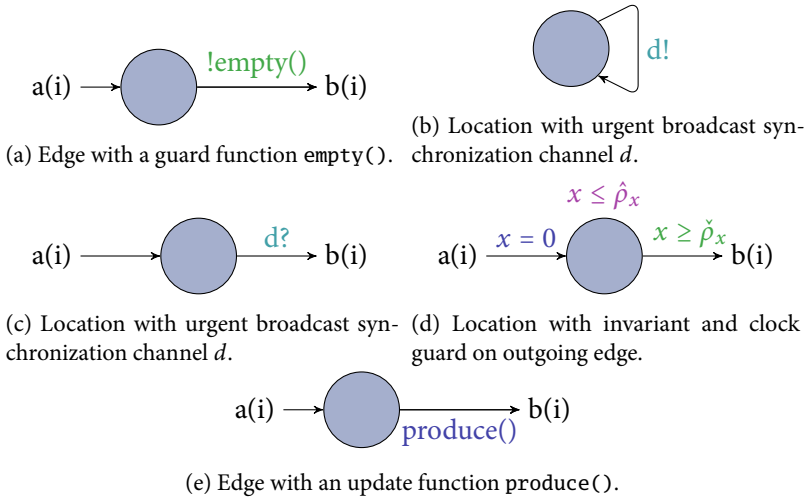 a(i) !empty() b(i)
(a) Edge with a guard function empty().
d!
(b) Location with urgent broadcast syn-
chronization channel d.
a(i) d? b(i)
(c) Location with urgent broadcast syn-
chronization channel d.
x ≤ ρ̂ₓ
a(i) x = 0 x ≥ ρ̌ₓ b(i)
(d) Location with invariant and clock
guard on outgoing edge.
a(i) produce() b(i)
(e) Edge with an update function produce().